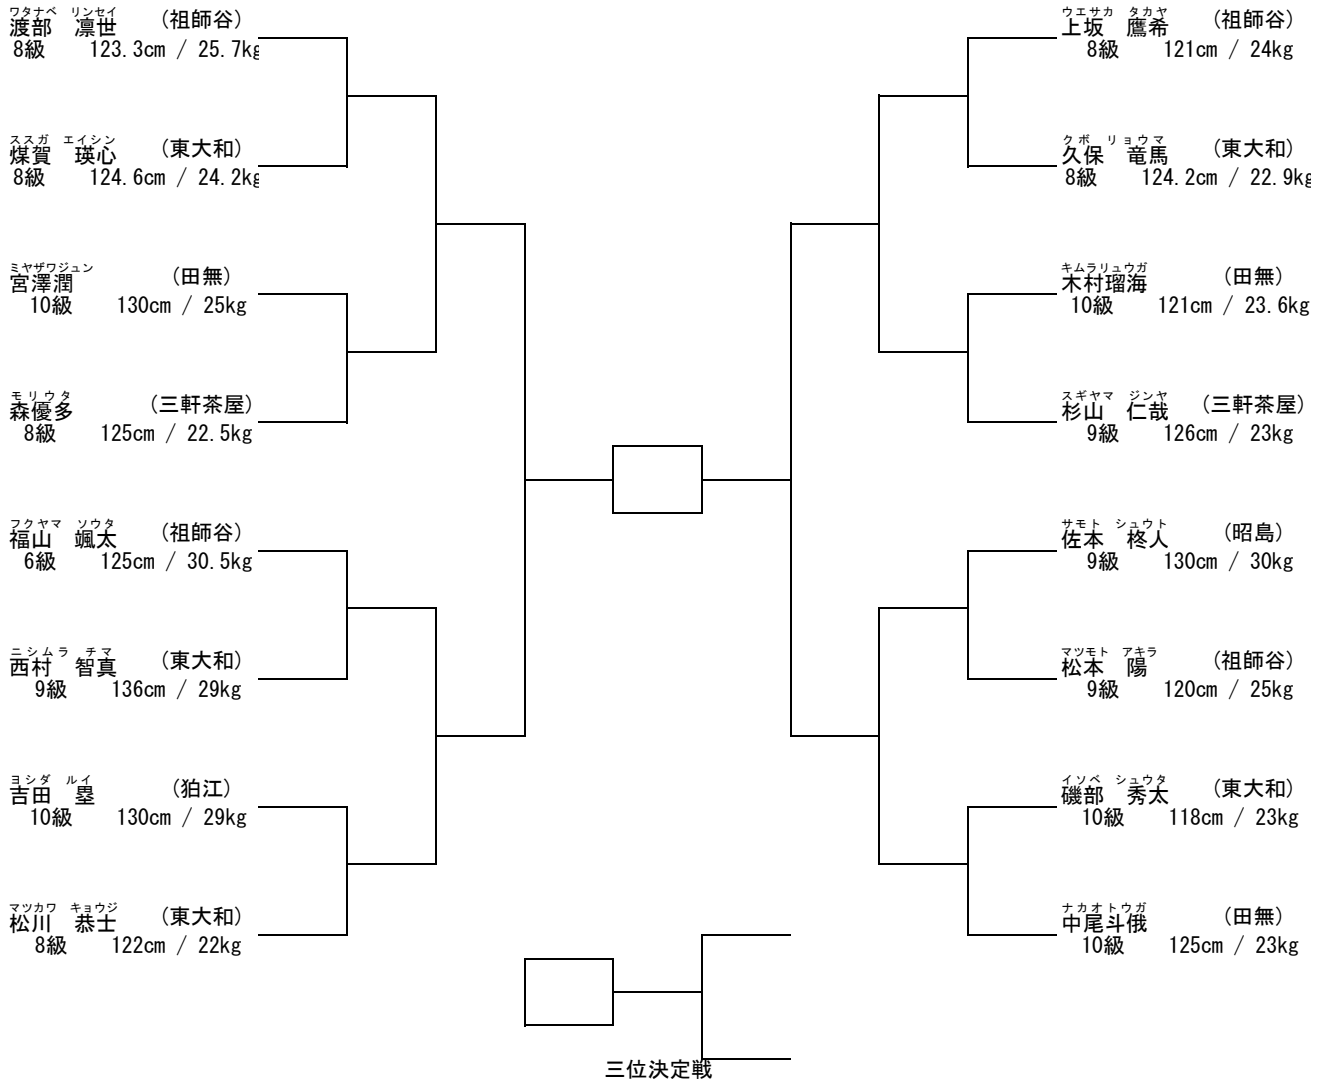 ワタナベ リンセイ
渡部 凛世 (祖師谷)
8級 123.3cm / 25.7kg
ススガ エイシン
煤賀 瑛心 (東大和)
8級 124.6cm / 24.2kg
ミヤザワジュン
宮澤潤 (田無)
10級 130cm / 25kg
モリウタ
森優多 (三軒茶屋)
8級 125cm / 22.5kg
フクヤマ ソウタ
福山 颯太 (祖師谷)
6級 125cm / 30.5kg
ニシムラ チマ
西村 智真 (東大和)
9級 136cm / 29kg
ヨシダ ルイ
吉田 塁 (狛江)
10級 130cm / 29kg
マツカワ キョウジ
松川 恭士 (東大和)
8級 122cm / 22kg
ウエサカ タカヤ
上坂 鷹希 (祖師谷)
8級 121cm / 24kg
クボ リョウマ
久保 竜馬 (東大和)
8級 124.2cm / 22.9kg
キムラリュウガ
木村瑠海 (田無)
10級 121cm / 23.6kg
スギヤマ ジンヤ
杉山 仁哉 (三軒茶屋)
9級 126cm / 23kg
サモト シュウト
佐本 柊人 (昭島)
9級 130cm / 30kg
マツモト アキラ
松本 陽 (祖師谷)
9級 120cm / 25kg
イソベ シュウタ
磯部 秀太 (東大和)
10級 118cm / 23kg
ナカオトウガ
中尾斗俄 (田無)
10級 125cm / 23kg
三位決定戦